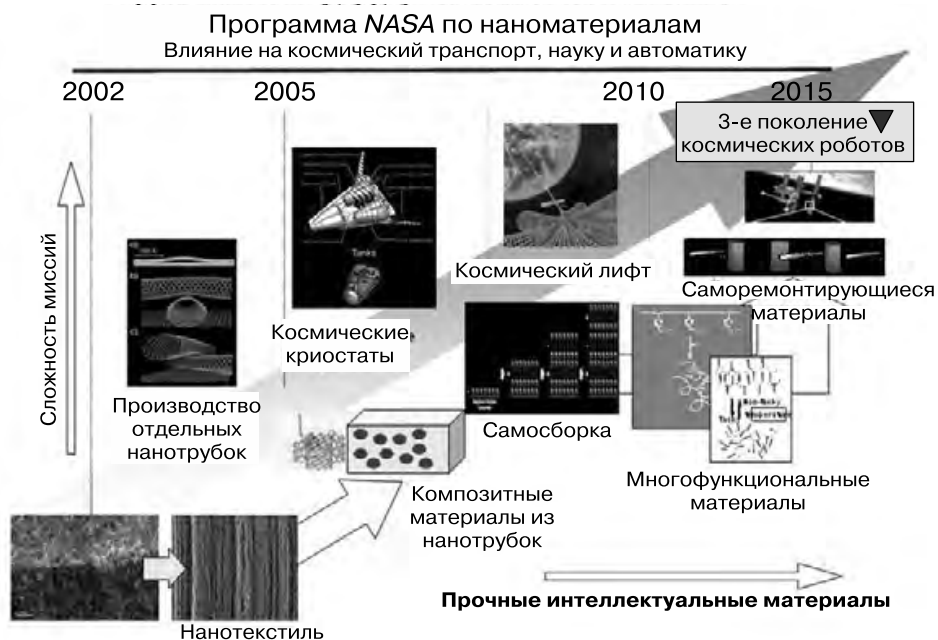 Программа NASA по наноматериалам
Влияние на космический транспорт, науку и автоматику
2002
2005
2010
2015
3-е поколение
космических роботов
Сложность миссий
Tanks
Космический лифт
Космические
криостаты
Саморемонтирующиеся
материалы
Производство
отдельных
нанотрубок
Самосборка
Многофункциональные
материалы
Композитные
материалы из
нанотрубок
Прочные интеллектуальные материалы
Нанотекстиль